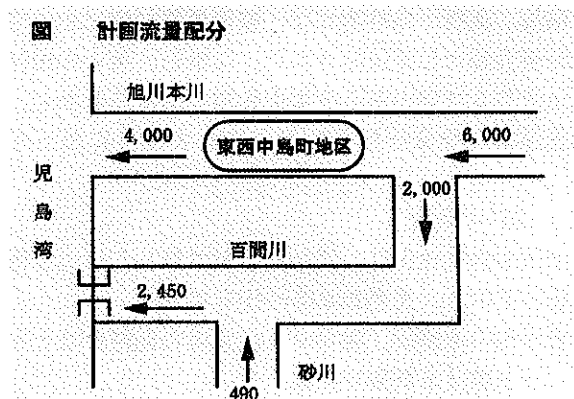 図 計画流量配分
旭川本川
4,000
東西中島町地区
6,000
2,000
児島湾
百間川
2,450
砂川
490